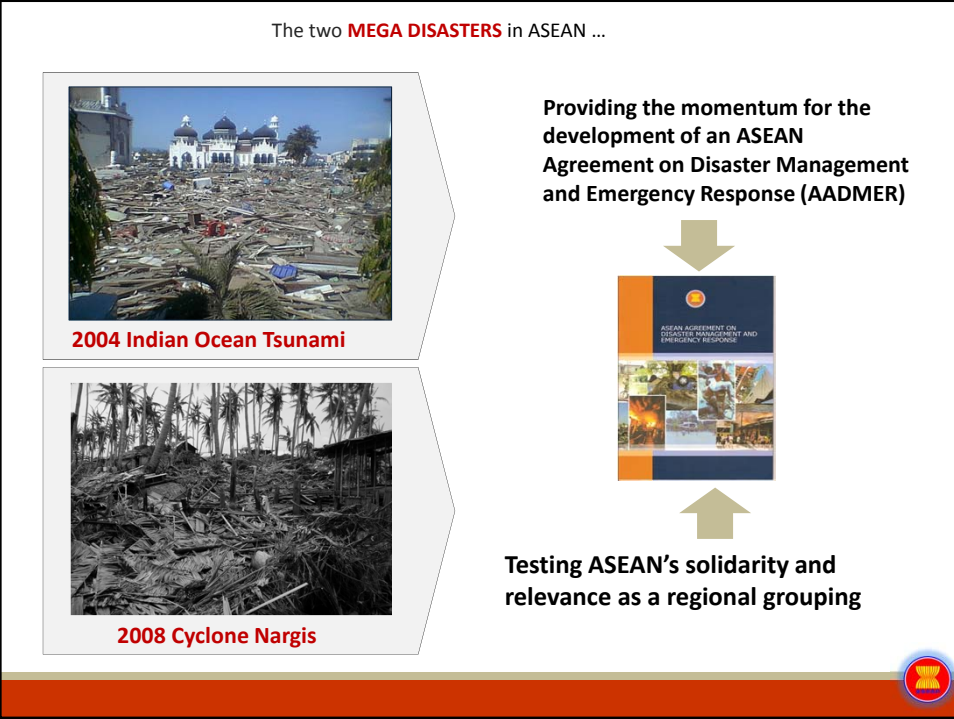 The two MEGA DISASTERS in ASEAN …
2004 Indian Ocean Tsunami
Providing the momentum for the
development of an ASEAN
Agreement on Disaster Management
and Emergency Response (AADMER)
ASEAN AGREEMENT ON
DISASTER MANAGEMENT AND
EMERGENCY RESPONSE
2008 Cyclone Nargis
Testing ASEAN’s solidarity and
relevance as a regional grouping
asean